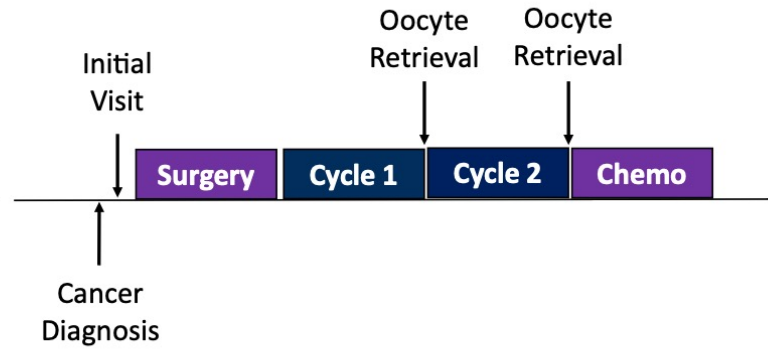 Oocyte
Retrieval
Oocyte
Retrieval
Initial
Visit
Surgery
Cycle 1
Cycle 2
Chemo
Cancer
Diagnosis